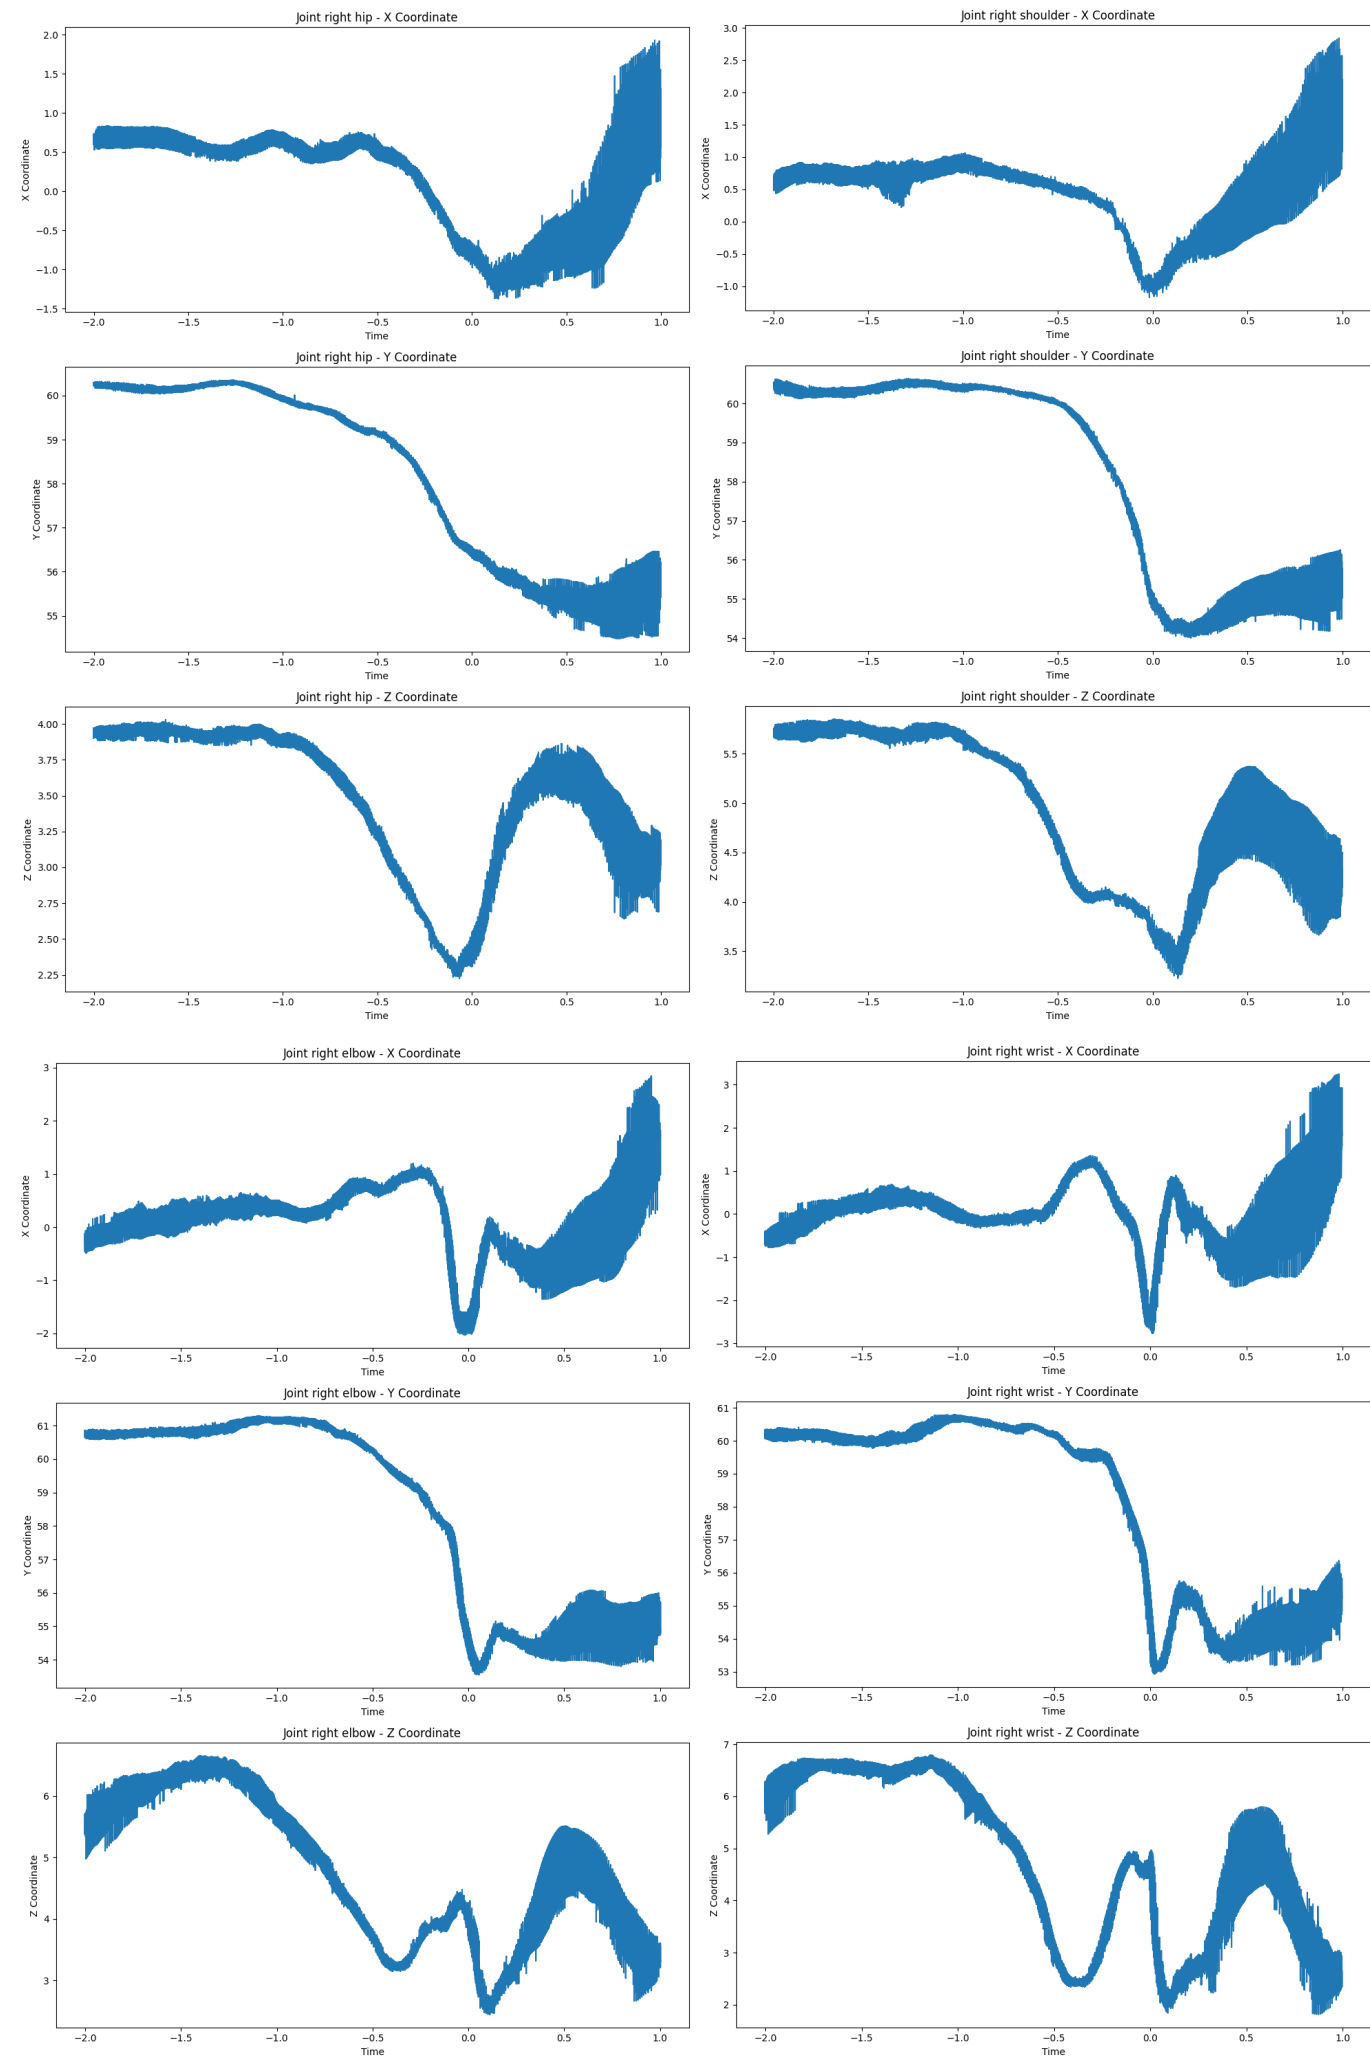 Joint right hip - X Coordinate
X Coordinate
2.0
1.5
1.0
0.5
0.0
−0.5
−1.0
−1.5
−2.0 −1.5 −1.0 −0.5 0.0 0.5 1.0
Time
Joint right shoulder - X Coordinate
X Coordinate
3.0
2.5
2.0
1.5
1.0
0.5
0.0
−0.5
−1.0
−2.0 −1.5 −1.0 −0.5 0.0 0.5 1.0
Time
Joint right hip - Y Coordinate
Y Coordinate
60
59
58
57
56
55
−2.0 −1.5 −1.0 −0.5 0.0 0.5 1.0
Time
Joint right shoulder - Y Coordinate
Y Coordinate
60
59
58
57
56
55
54
−2.0 −1.5 −1.0 −0.5 0.0 0.5 1.0
Time
Joint right hip - Z Coordinate
Z Coordinate
4.00
3.75
3.50
3.25
3.00
2.75
2.50
2.25
−2.0 −1.5 −1.0 −0.5 0.0 0.5 1.0
Time
Joint right shoulder - Z Coordinate
Z Coordinate
5.5
5.0
4.5
4.0
3.5
−2.0 −1.5 −1.0 −0.5 0.0 0.5 1.0
Time
Joint right elbow - X Coordinate
X Coordinate
3
2
1
0
−1
−2
−2.0 −1.5 −1.0 −0.5 0.0 0.5 1.0
Time
Joint right wrist - X Coordinate
X Coordinate
3
2
1
0
−1
−2
−3
−2.0 −1.5 −1.0 −0.5 0.0 0.5 1.0
Time
Joint right elbow - Y Coordinate
Y Coordinate
61
60
59
58
57
56
55
54
−2.0 −1.5 −1.0 −0.5 0.0 0.5 1.0
Time
Joint right wrist - Y Coordinate
Y Coordinate
61
60
59
58
57
56
55
54
53
−2.0 −1.5 −1.0 −0.5 0.0 0.5 1.0
Time
Joint right elbow - Z Coordinate
Z Coordinate
6
5
4
3
−2.0 −1.5 −1.0 −0.5 0.0 0.5 1.0
Time
Joint right wrist - Z Coordinate
Z Coordinate
7
6
5
4
3
2
−2.0 −1.5 −1.0 −0.5 0.0 0.5 1.0
Time